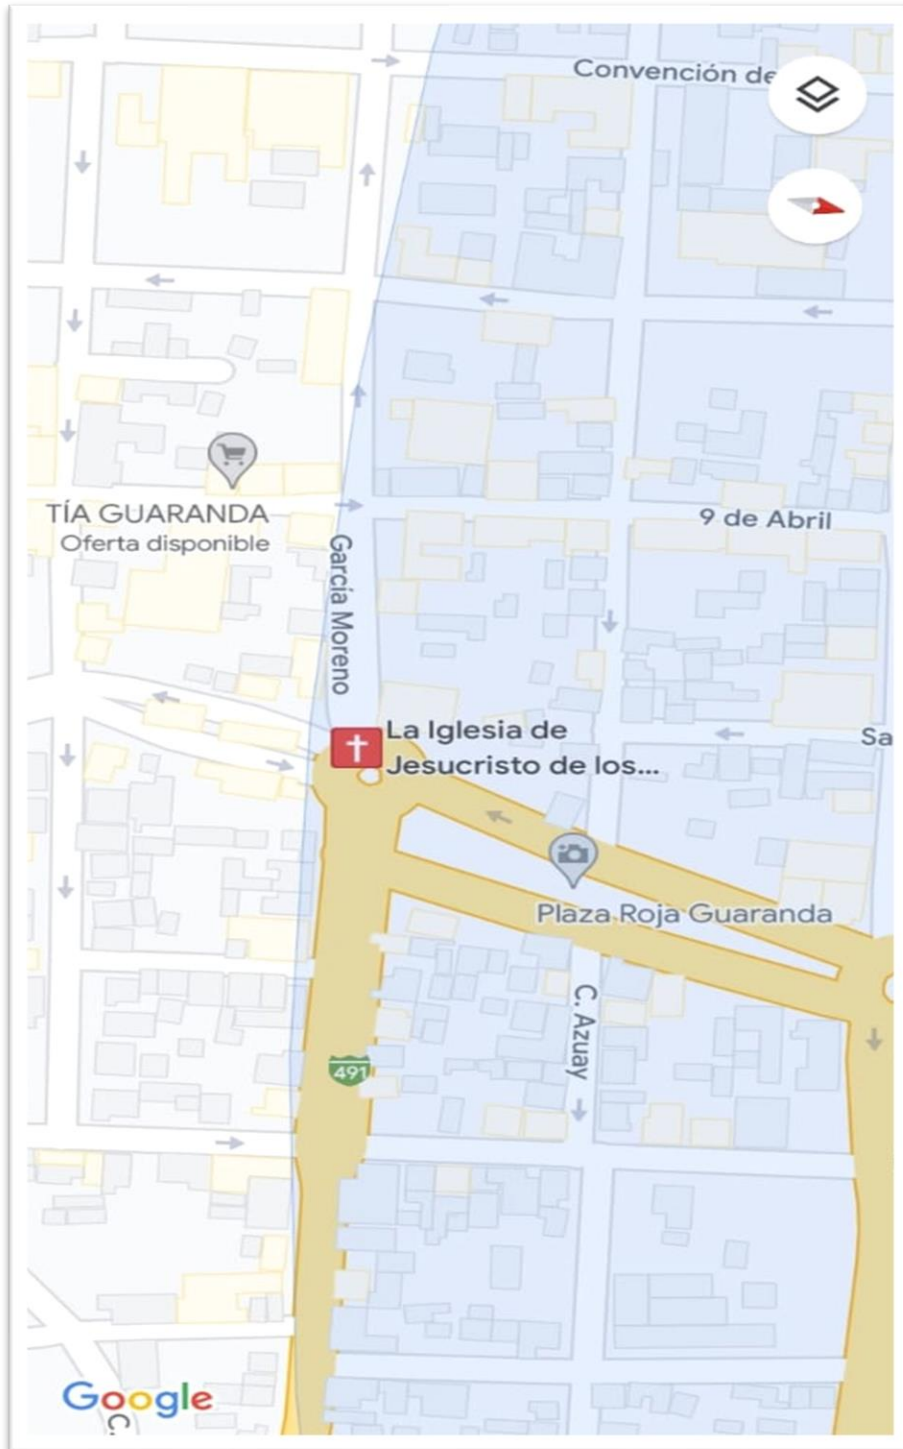 Convención de
TÍA GUARANDA
Oferta disponible
9 de Abril
García Moreno
La Iglesia de
Jesucristo de los...
Sa
Plaza Roja Guaranda
C. Azuay
491
Google
C.